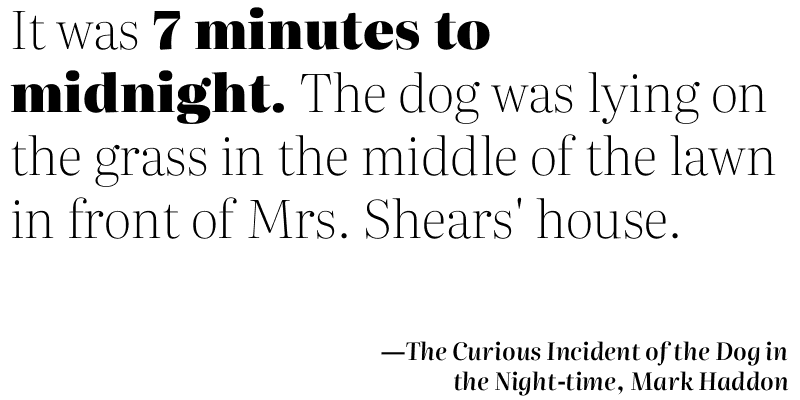 It was 7 minutes to
midnight. The dog was lying on
the grass in the middle of the lawn
in front of Mrs. Shears' house.
—The Curious Incident of the Dog in
the Night-time, Mark Haddon